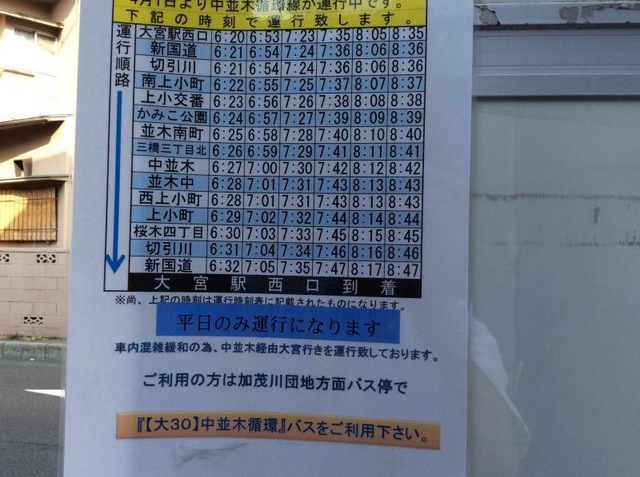 4月1日より中並木循環線が運行中です。
下記の時刻で運行致します。
運行順路
大宮駅西口 6:20 6:53 7:23 7:35 8:05 8:35
新国道 6:21 6:54 7:24 7:36 8:06 8:36
切引川 6:21 6:54 7:24 7:36 8:06 8:36
南上小町 6:22 6:55 7:25 7:37 8:07 8:37
上小交番 6:23 6:56 7:26 7:38 8:08 8:38
かみこ公園 6:24 6:57 7:27 7:39 8:09 8:39
並木南町 6:25 6:58 7:28 7:40 8:10 8:40
三橋三丁目北 6:26 6:59 7:29 7:41 8:11 8:41
中並木 6:27 7:00 7:30 7:42 8:12 8:42
並木中 6:28 7:01 7:31 7:43 8:13 8:43
西上小町 6:28 7:01 7:31 7:43 8:13 8:43
上小町 6:29 7:02 7:32 7:44 8:14 8:44
桜木四丁目 6:30 7:03 7:33 7:45 8:15 8:45
切引川 6:31 7:04 7:34 7:46 8:16 8:46
新国道 6:32 7:05 7:35 7:47 8:17 8:47
大宮駅西口到着
※尚、上記の時刻は運行時刻表に記載されたものになります。
平日のみ運行になります
車内混雑緩和の為、中並木経由大宮行きを運行致しております。
ご利用の方は加茂川団地方面バス停で
『【大30】中並木循環』バスをご利用下さい。